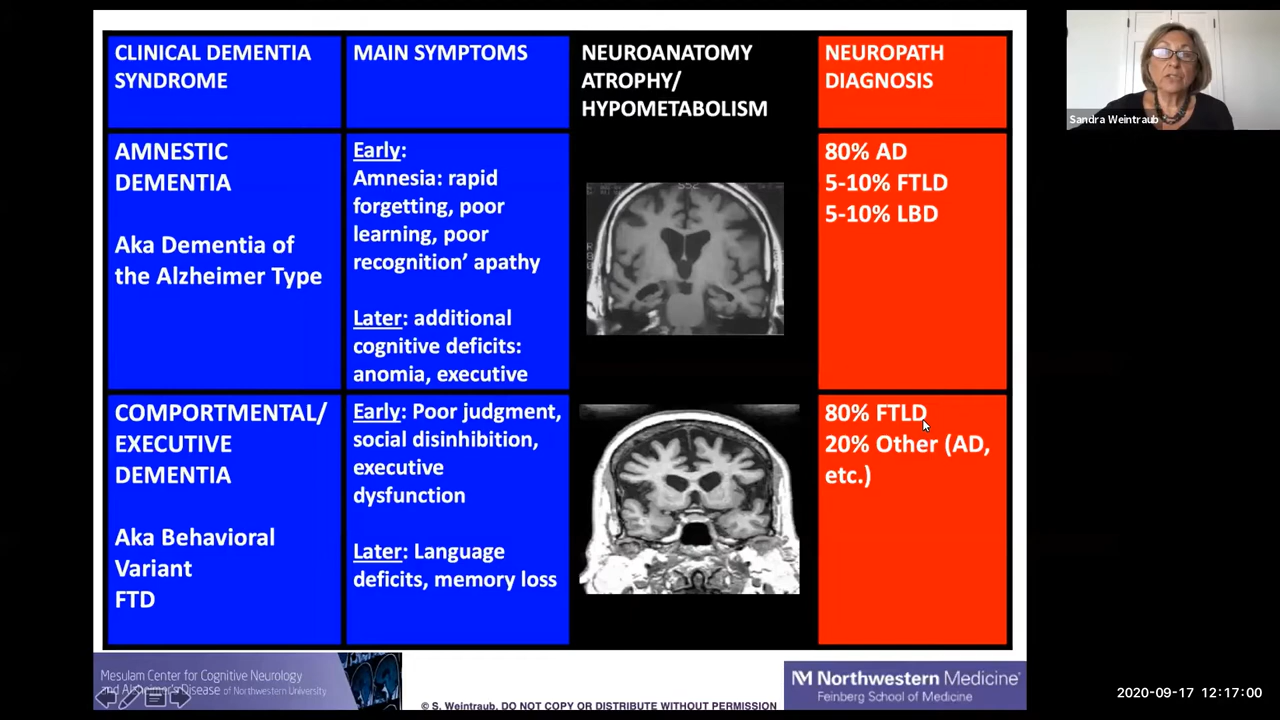 CLINICAL DEMENTIA
SYNDROME
MAIN SYMPTOMS
NEUROANATOMY
ATROPHY/
HYPOMETABOLISM
NEUROPATH
DIAGNOSIS
AMNESTIC
DEMENTIA
Aka Dementia of
the Alzheimer Type
Early:
Amnesia: rapid
forgetting, poor
learning, poor
recognition’ apathy
Later: additional
cognitive deficits:
anomia, executive
80% AD
5-10% FTLD
5-10% LBD
COMPORTMENTAL/
EXECUTIVE
DEMENTIA
Aka Behavioral
Variant
FTD
Early: Poor judgment,
social disinhibition,
executive
dysfunction
Later: Language
deficits, memory loss
80% FTLD
20% Other (AD,
etc.)
Sandra Weintraub
Mesulam Center for Cognitive Neurology
and Alzheimer's Disease of Northwestern University
© S. Weintraub, DO NOT COPY OR DISTRIBUTE WITHOUT PERMISSION
Northwestern Medicine
Feinberg School of Medicine
2020-09-17 12:17:00